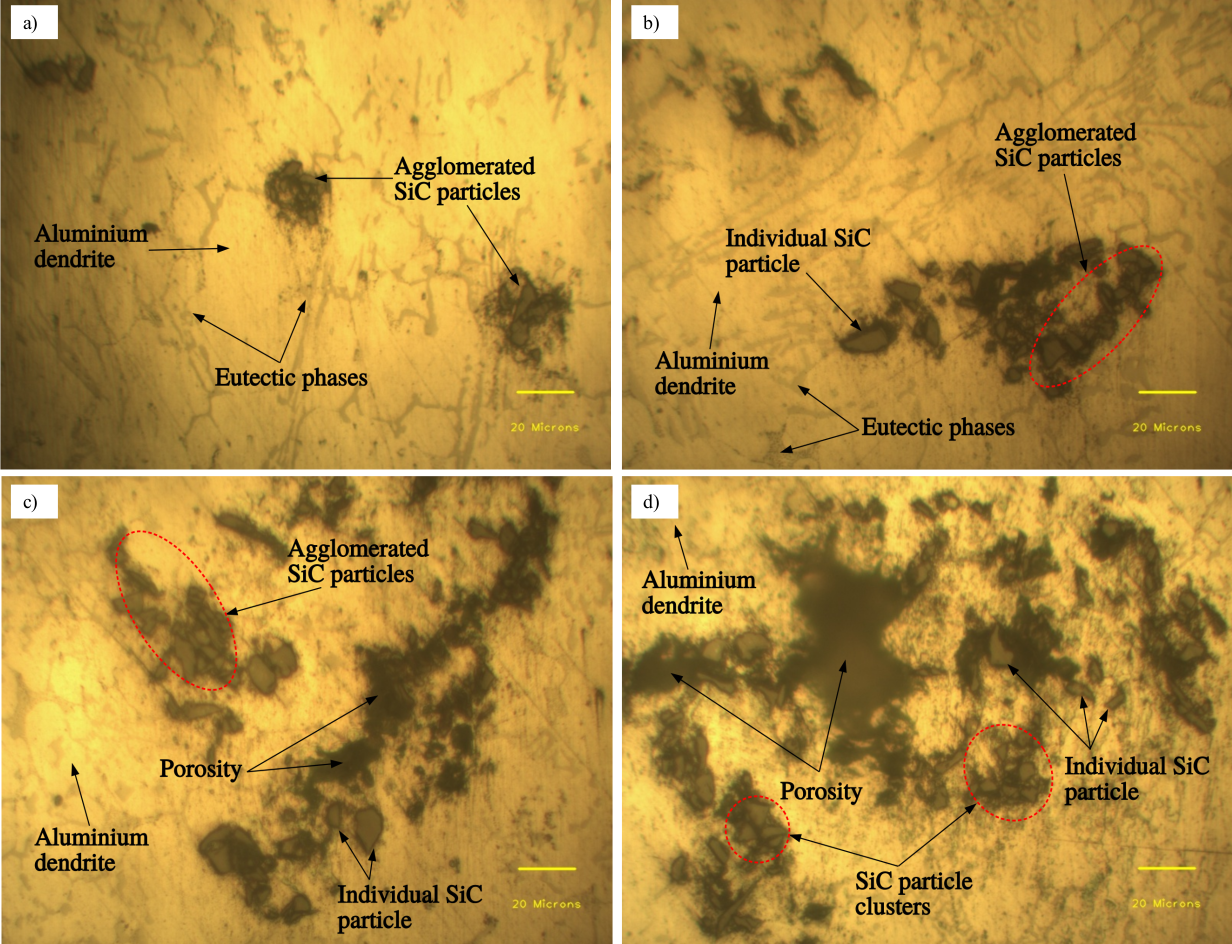 a)
Agglomerated
SiC particles
Aluminium
dendrite
Eutectic phases
20 Microns
b)
Agglomerated
SiC particles
Individual SiC
particle
Aluminium
dendrite
Eutectic phases
20 Microns
c)
Agglomerated
SiC particles
Porosity
Aluminium
dendrite
Individual SiC
particle
20 Microns
d)
Aluminium
dendrite
Porosity
Individual SiC
particle
SiC particle
clusters
20 Microns